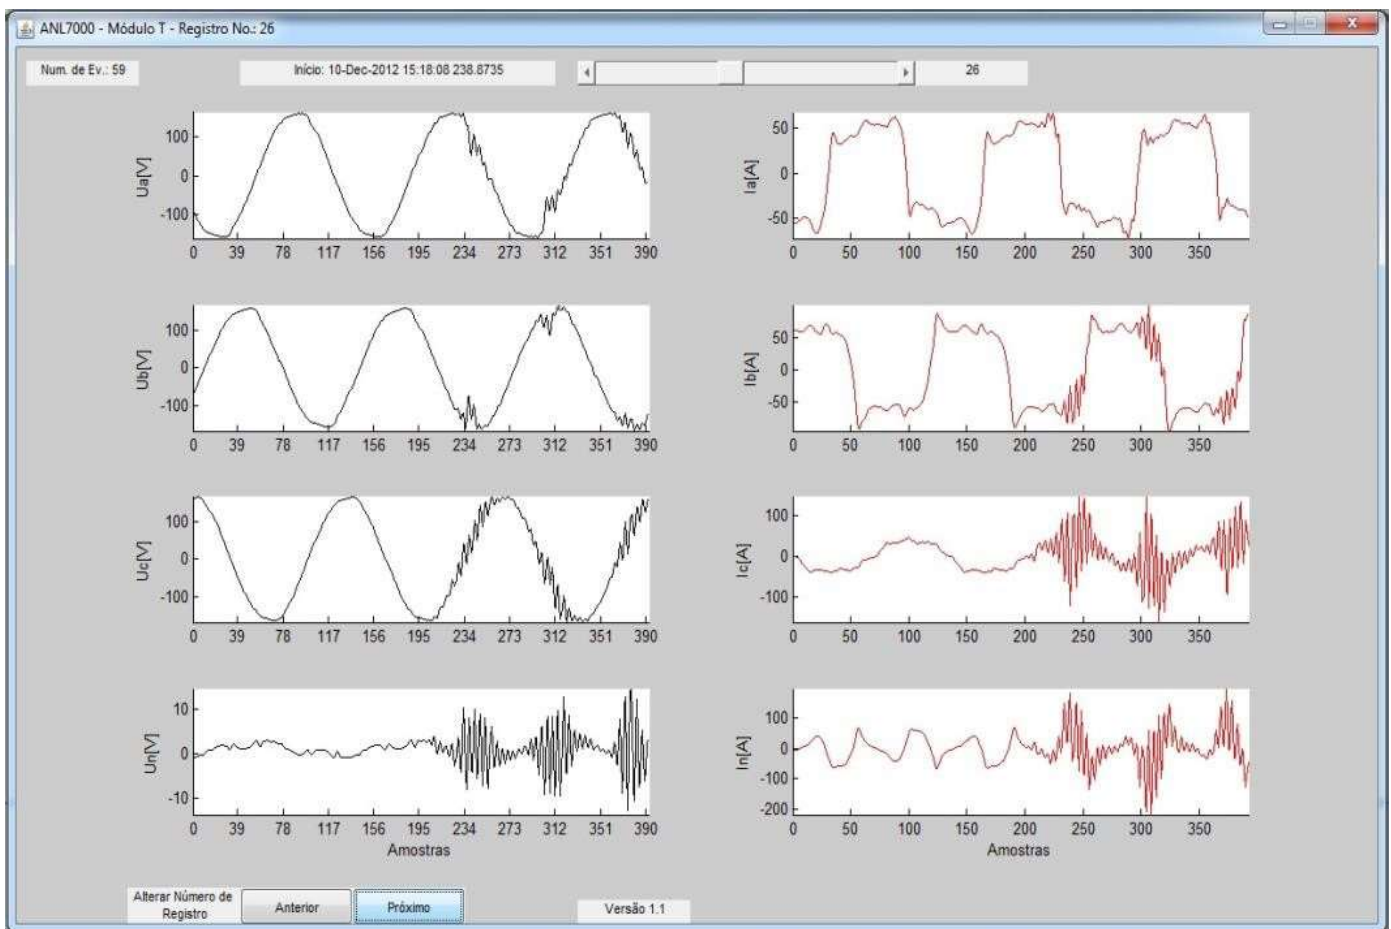 ANL7000 - Módulo T - Registro No.: 26
Num. de Ev.: 59
Início: 10-Dec-2012 15:18:08 238.8735
26
Ua[V]
100
0
-100
0 39 78 117 156 195 234 273 312 351 390
Ia[A]
50
0
-50
0 50 100 150 200 250 300 350
Ub[V]
100
0
-100
0 39 78 117 156 195 234 273 312 351 390
Ib[A]
50
0
-50
0 50 100 150 200 250 300 350
Uc[V]
100
0
-100
0 39 78 117 156 195 234 273 312 351 390
Ic[A]
100
0
-100
0 50 100 150 200 250 300 350
Un[V]
10
0
-10
0 39 78 117 156 195 234 273 312 351 390
Amostras
In[A]
100
0
-100
-200
0 50 100 150 200 250 300 350
Amostras
Alterar Número de
Registro
Anterior
Próximo
Versão 1.1